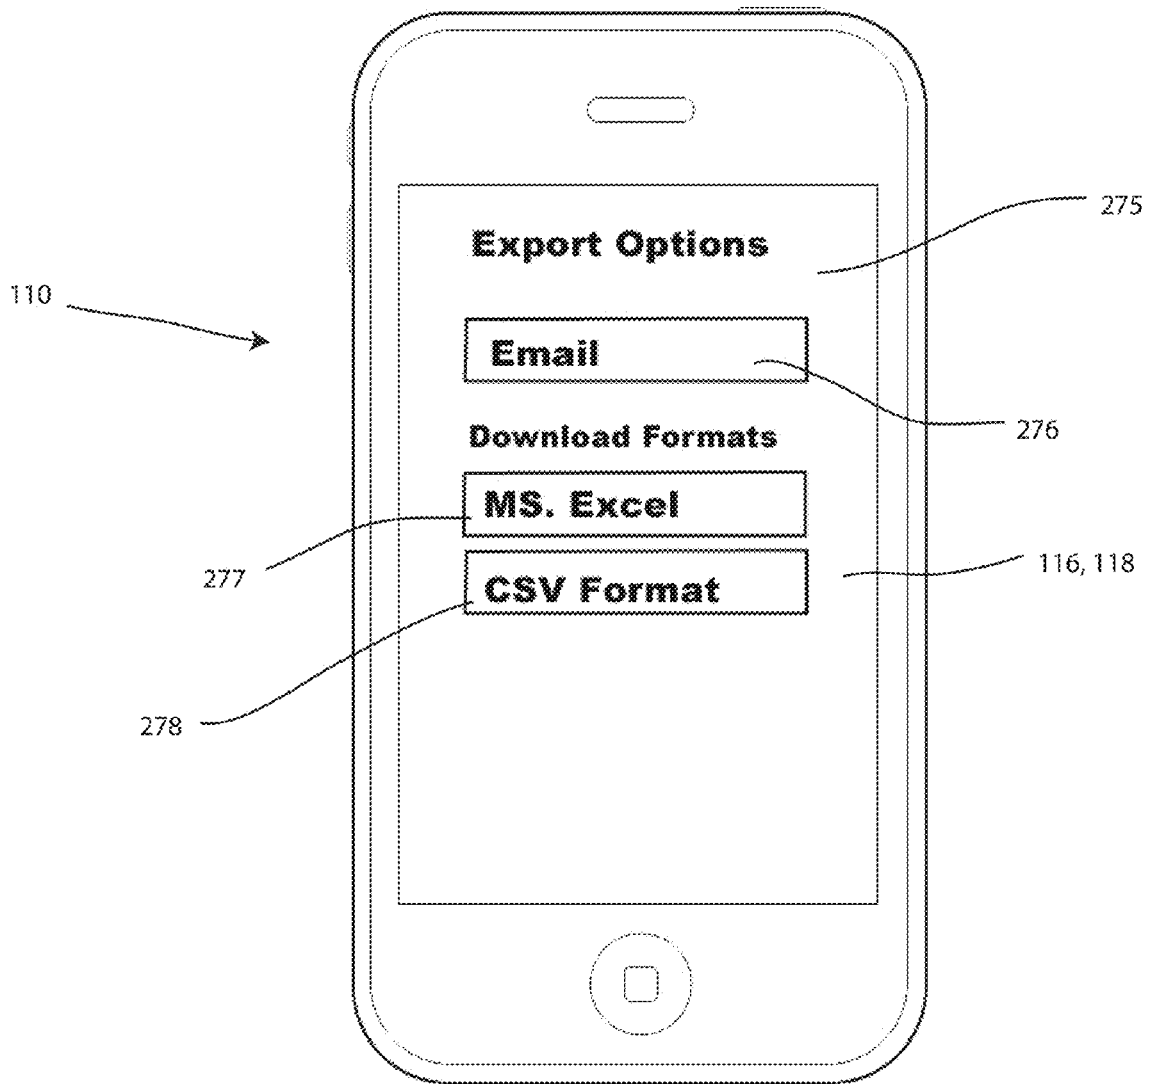 275
Export Options
110
Email
276
Download Formats
MS. Excel
116, 118
277
CSV Format
278